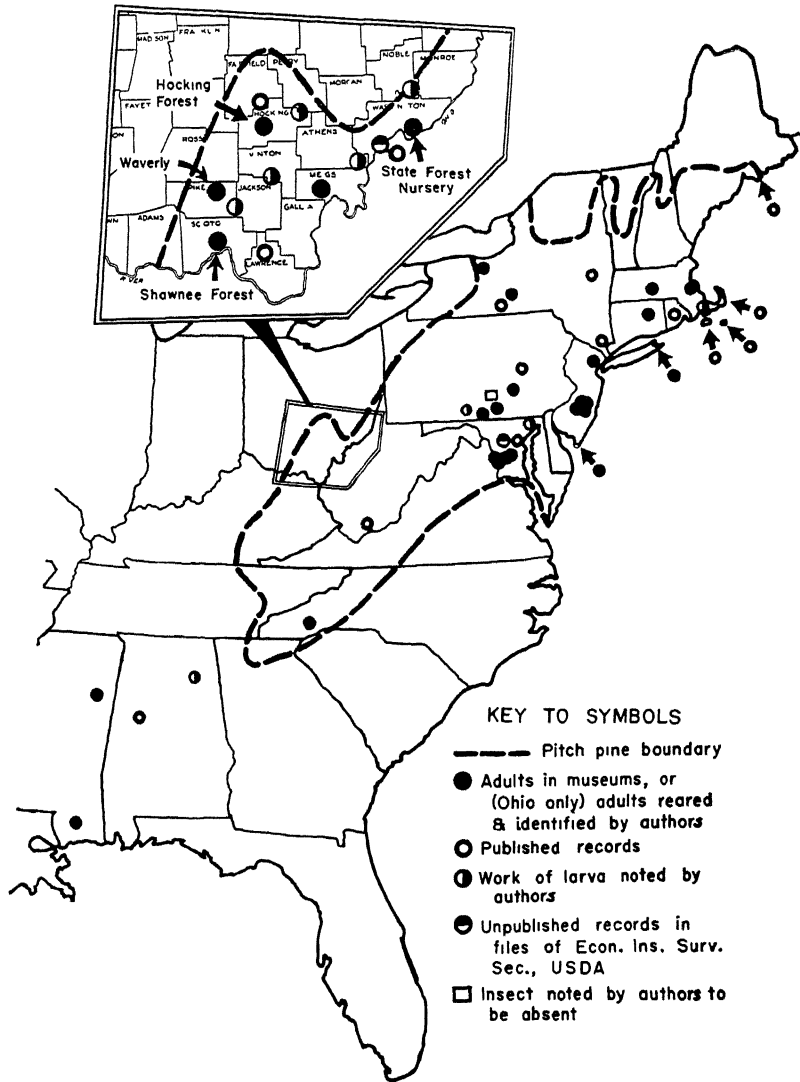 MADISON
FRANKLN
FAIRFIELD
PERRY
NOBLE
MONROE
MORGAN
Hocking
Forest
FAYET
HOCKING
WASHINGTON
ATHENS
OHIO
ON
ROSS
VINTON
Waverly
State Forest
Nursery
PIKE
JACKSON
MEIGS
GALLIA
WN
ADAMS
SCIOTO
LAWRENCE
RIVER
Shawnee Forest
KEY TO SYMBOLS
Pitch pine boundary
Adults in museums, or
(Ohio only) adults reared
& identified by authors
Published records
Work of larva noted by
authors
Unpublished records in
files of Econ. Ins. Surv.
Sec., USDA
Insect noted by authors to
be absent